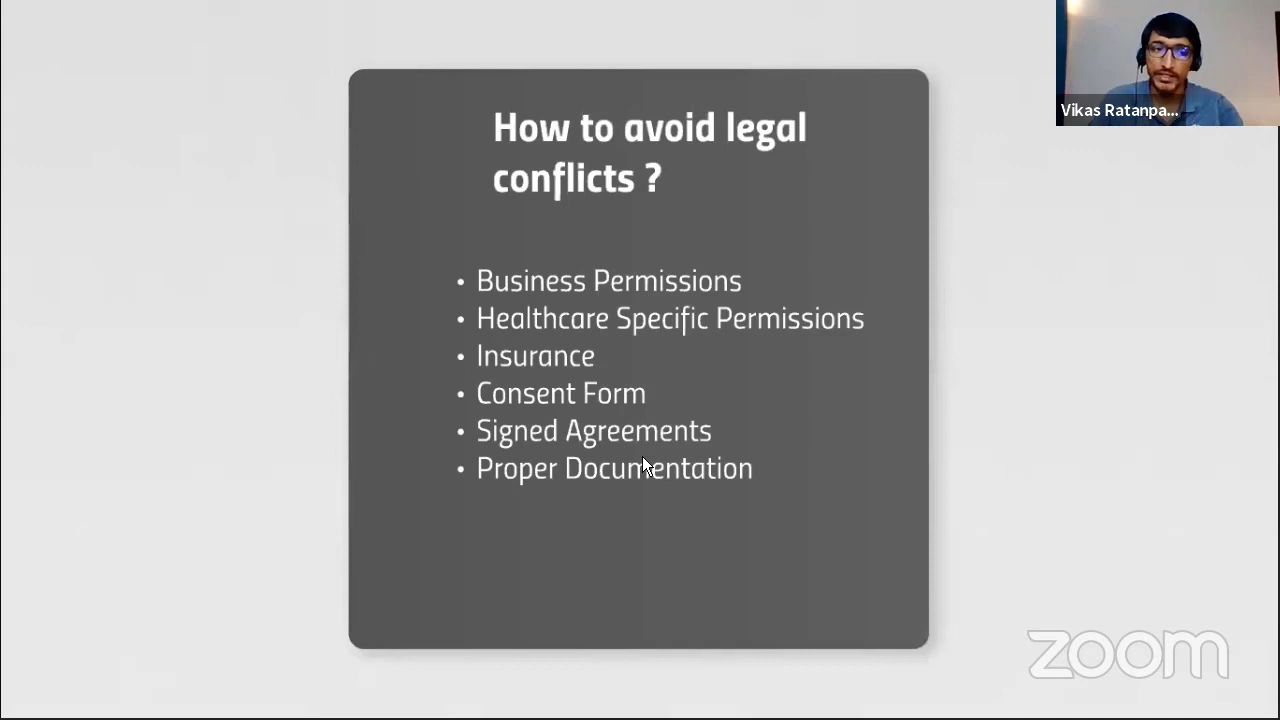 How to avoid legal
conflicts ?
• Business Permissions
• Healthcare Specific Permissions
• Insurance
• Consent Form
• Signed Agreements
• Proper Documentation
Vikas Ratanpa...
zoom